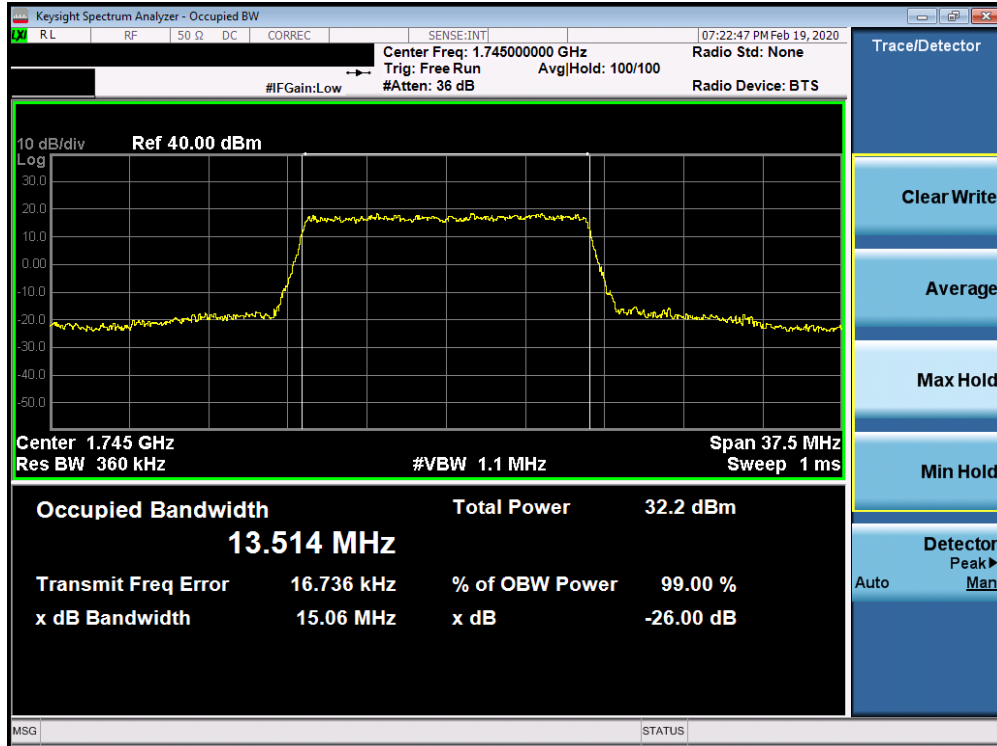 Keysight Spectrum Analyzer - Occupied BW
LXI RL RF 50 Ω DC CORREC SENSE:INT 07:22:47 PM Feb 19, 2020
Center Freq: 1.745000000 GHz Radio Std: None
Trig: Free Run Avg|Hold: 100/100
#IFGain:Low #Atten: 36 dB Radio Device: BTS
10 dB/div Ref 40.00 dBm
Log
30.0
20.0
10.0
0.00
-10.0
-20.0
-30.0
-40.0
-50.0
Center 1.745 GHz Span 37.5 MHz
Res BW 360 kHz #VBW 1.1 MHz Sweep 1 ms
Occupied Bandwidth Total Power 32.2 dBm
13.514 MHz
Transmit Freq Error 16.736 kHz % of OBW Power 99.00 %
x dB Bandwidth 15.06 MHz x dB -26.00 dB
MSG STATUS
Trace/Detector
Clear Write
Average
Max Hold
Min Hold
Detector
Peak▶
Auto Man